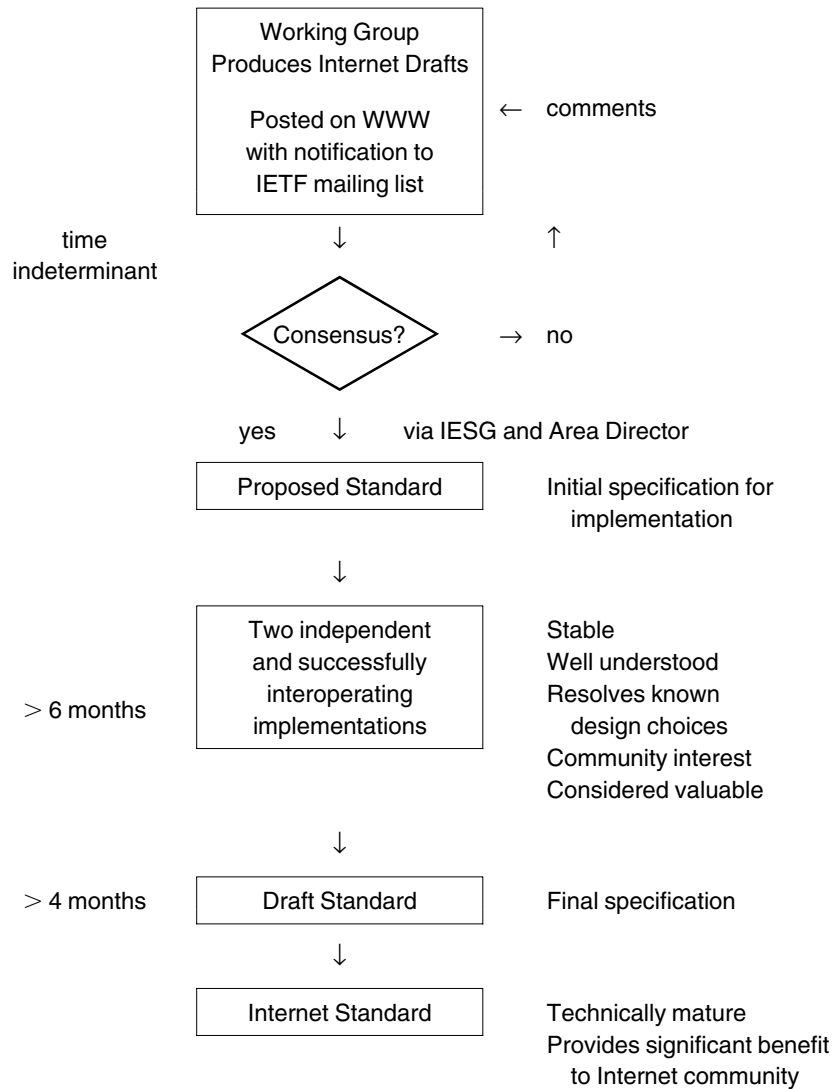 Working Group
Produces Internet Drafts
Posted on WWW
with notification to
IETF mailing list
← comments
time
indeterminant
↓ ↑
Consensus?
→ no
yes ↓ via IESG and Area Director
Proposed Standard
Initial specification for
implementation
↓
> 6 months
Two independent
and successfully
interoperating
implementations
Stable
Well understood
Resolves known
design choices
Community interest
Considered valuable
↓
> 4 months
Draft Standard
Final specification
↓
Internet Standard
Technically mature
Provides significant benefit
to Internet community